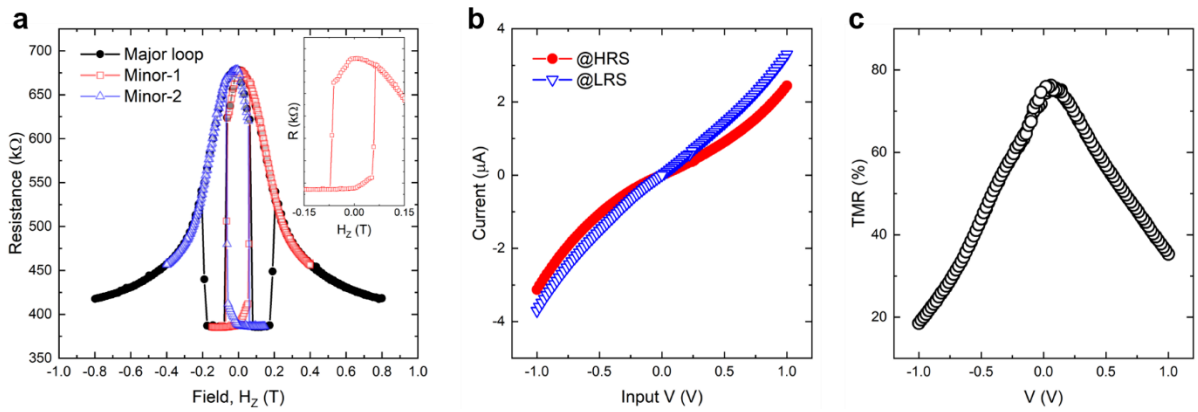 a
Major loop
Minor-1
Minor-2
Resistance (kΩ)
700
650
600
550
500
450
400
350
-1.0 -0.8 -0.6 -0.4 -0.2 0.0 0.2 0.4 0.6 0.8 1.0
Field, HZ (T)
R (kΩ)
-0.15 0.00 0.15
HZ (T)
b
@HRS
@LRS
Current (µA)
4
2
0
-2
-4
-1.0 -0.5 0.0 0.5 1.0
Input V (V)
c
TMR (%)
80
60
40
20
-1.0 -0.5 0.0 0.5 1.0
V (V)